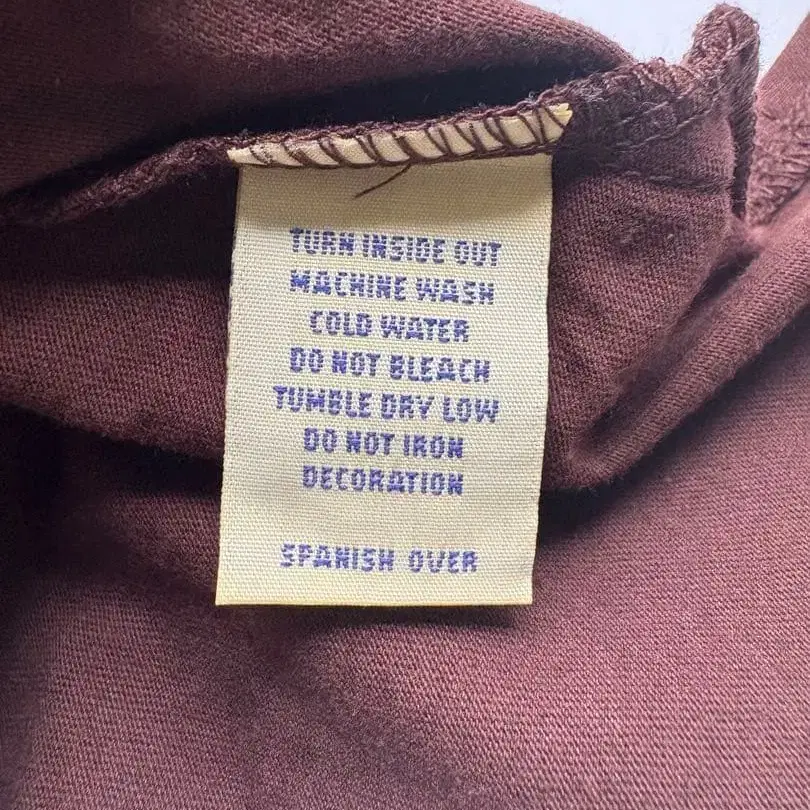 TURN INSIDE OUT
MACHINE WASH
COLD WATER
DO NOT BLEACH
TUMBLE DRY LOW
DO NOT IRON
DECORATION
SPANISH OVER